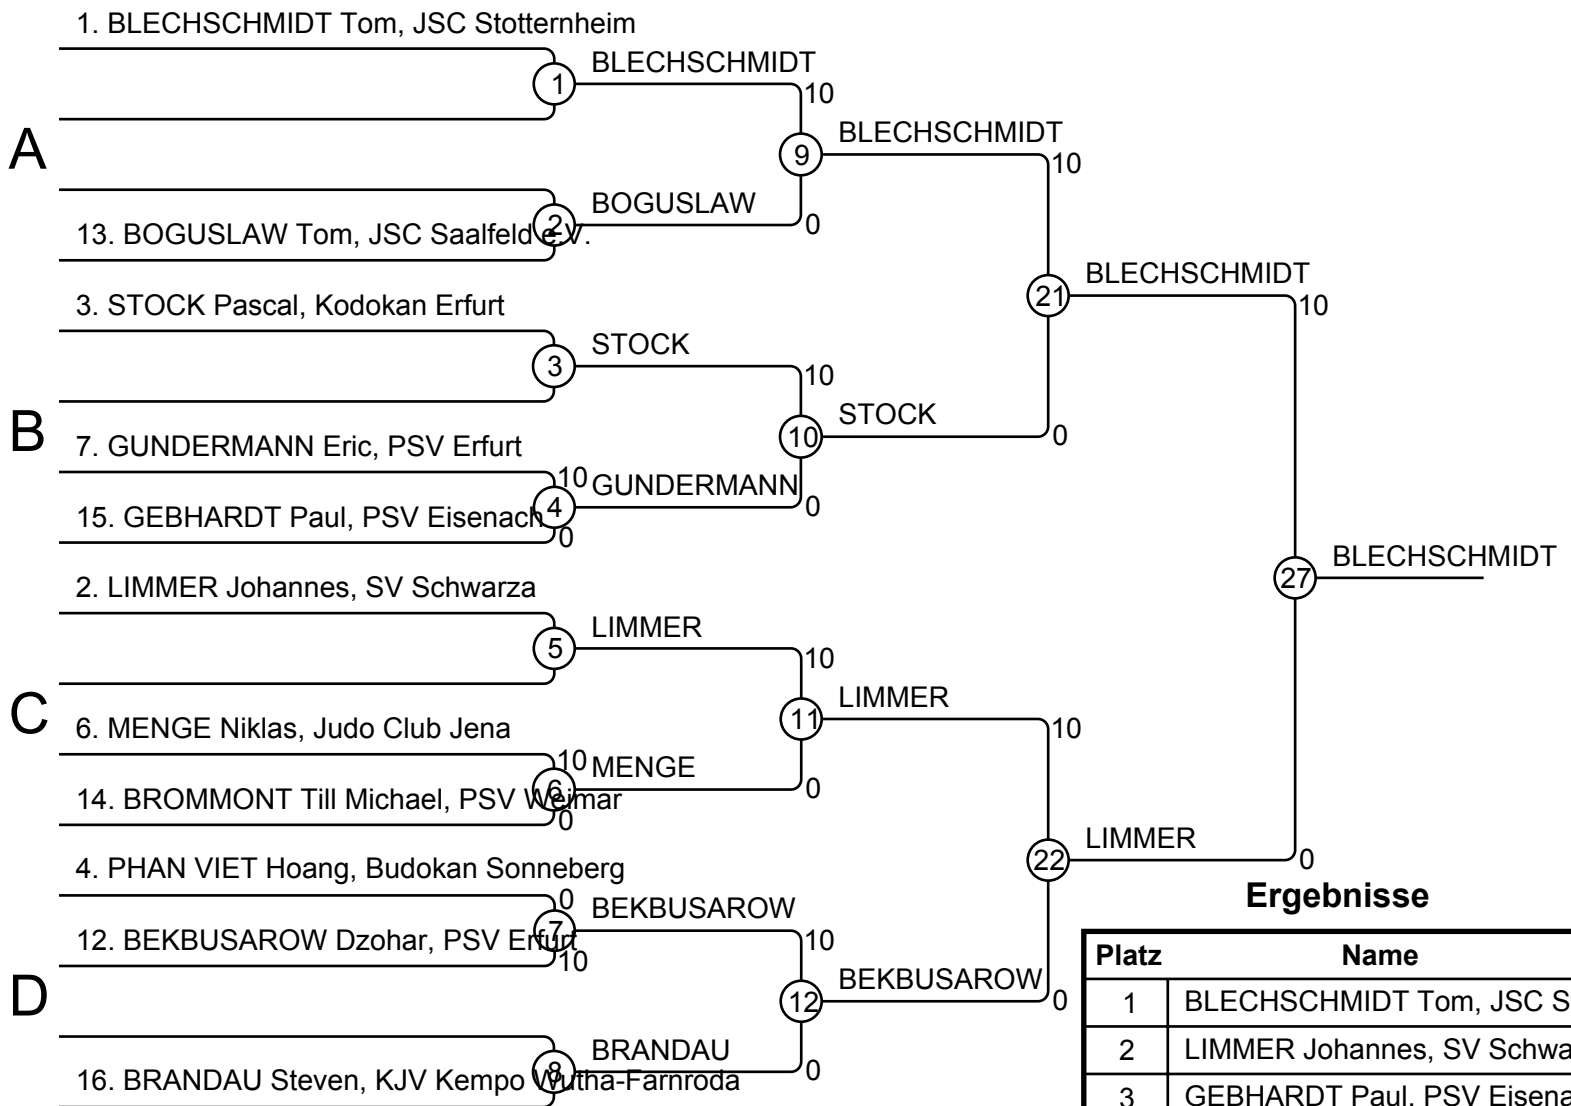 1. BLECHSCHMIDT Tom, JSC Stotternheim
1
BLECHSCHMIDT
10
A
9
BLECHSCHMIDT
10
2
BOGUSLAW
0
13. BOGUSLAW Tom, JSC Saalfeld e.V.
21
BLECHSCHMIDT
10
3. STOCK Pascal, Kodokan Erfurt
3
STOCK
10
B
10
STOCK
0
7. GUNDERMANN Eric, PSV Erfurt
10
4
GUNDERMANN
0
15. GEBHARDT Paul, PSV Eisenach
0
27
BLECHSCHMIDT
2. LIMMER Johannes, SV Schwarza
5
LIMMER
10
C
11
LIMMER
10
6. MENGE Niklas, Judo Club Jena
10
6
MENGE
0
14. BROMMONT Till Michael, PSV Weimar
0
22
LIMMER
0
4. PHAN VIET Hoang, Budokan Sonneberg
0
7
BEKBUSAROW
10
12. BEKBUSAROW Dzohar, PSV Erfurt
10
D
12
BEKBUSAROW
0
8
BRANDAU
0
16. BRANDAU Steven, KJV Kempo Wutha-Farnroda
Ergebnisse
Platz Name
1 BLECHSCHMIDT Tom, JSC S
2 LIMMER Johannes, SV Schwa
3 GEBHARDT Paul, PSV Eisena